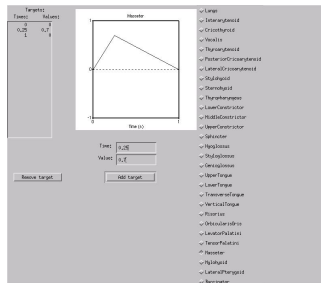 Targets:
Times: Values:
0 0
0,25 0,7
1 0
Masseter
1
0
-1
0 1
Time (s)
Time: 0,25
Value: 0,7
Remove target
Add target
Lungs
Interarytenoid
Cricothyroid
Vocalis
Thyroarytenoid
PosteriorCricoarytenoid
LateralCricoarytenoid
Stylohyoid
Sternohyoid
Thyropharyngeus
LowerConstrictor
MiddleConstrictor
UpperConstrictor
Sphincter
Hyoglossus
Styloglossus
Genioglossus
UpperTongue
LowerTongue
TransverseTongue
VerticalTongue
Risorius
OrbicularisOris
LevatorPalatini
TensorPalatini
Masseter
Mylohyoid
LateralPterygoid
Buccinator